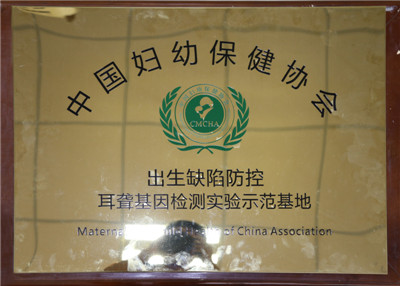 中国妇幼保健协会
CMCHA
出生缺陷防控
耳聋基因检测实验示范基地
of China Association